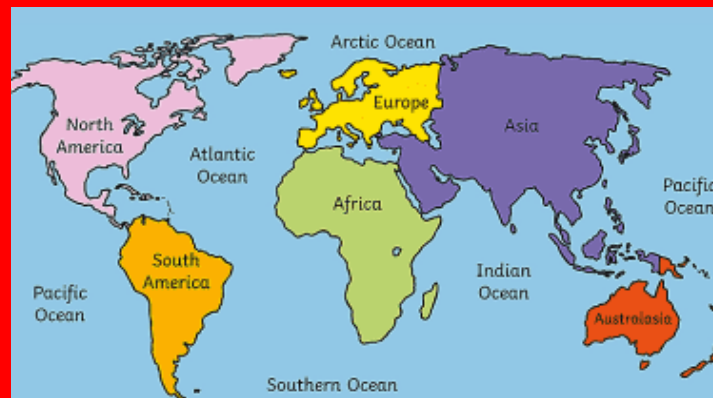 Arctic Ocean
Europe
North
America
Asia
Atlantic
Ocean
Pacific
Ocean
Africa
South
America
Indian
Ocean
Pacific
Ocean
Australasia
Southern Ocean